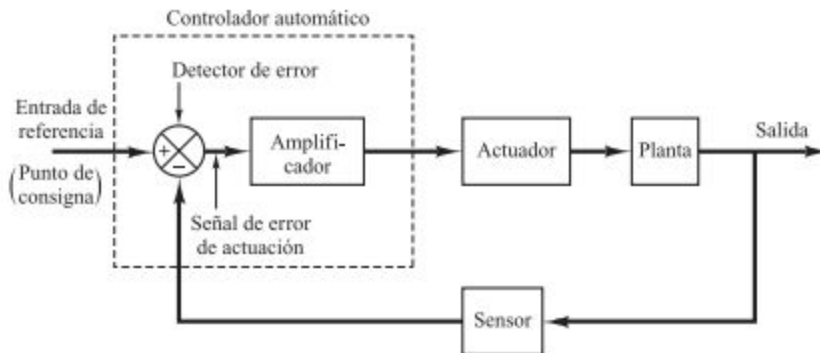 Controlador automático
Detector de error
Entrada de
referencia
(Punto de
consigna)
+
−
Amplifi-
cador
Actuador
Planta
Salida
Señal de error
de actuación
Sensor